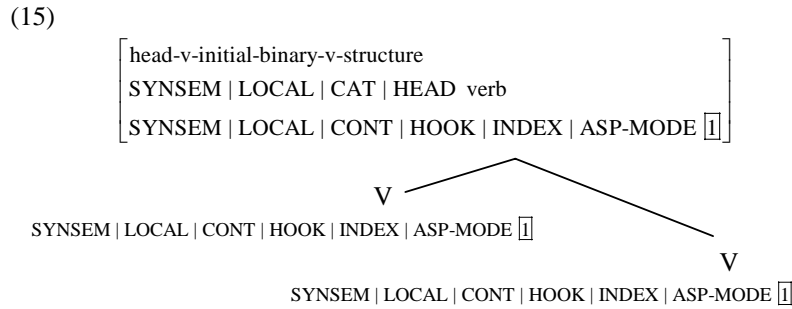 (15)
head-v-initial-binary-v-structure
SYNSEM | LOCAL | CAT | HEAD verb
SYNSEM | LOCAL | CONT | HOOK | INDEX | ASP-MODE 1
V
SYNSEM | LOCAL | CONT | HOOK | INDEX | ASP-MODE 1
V
SYNSEM | LOCAL | CONT | HOOK | INDEX | ASP-MODE 1